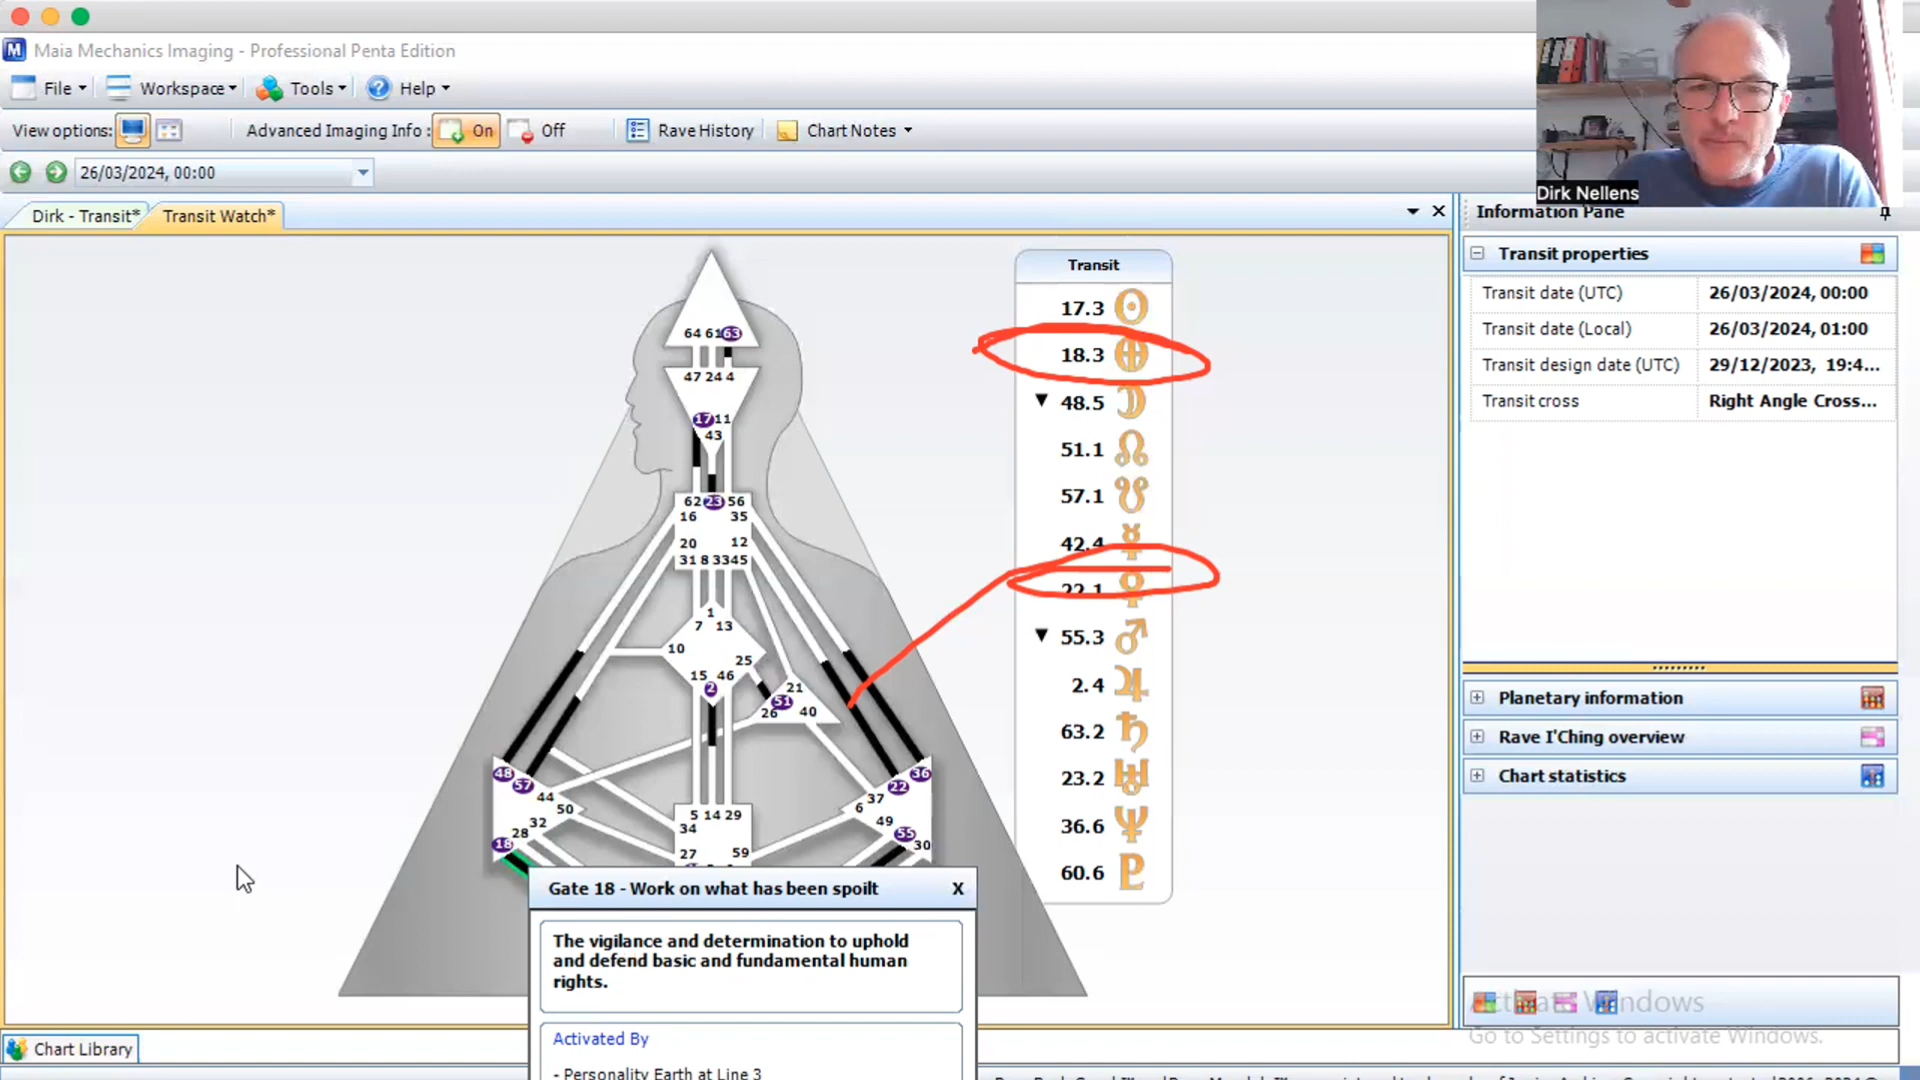 Maia Mechanics Imaging - Professional Penta Edition
File Workspace Tools Help
View options: Advanced Imaging Info : On Off Rave History Chart Notes
26/03/2024, 00:00
Dirk Nellens
Dirk - Transit* Transit Watch*
Information Pane
Transit properties
Transit date (UTC) 26/03/2024, 00:00
Transit date (Local) 26/03/2024, 01:00
Transit design date (UTC) 29/12/2023, 19:4...
Transit cross Right Angle Cross...
Planetary information
Rave I'Ching overview
Chart statistics
Transit
17.3
18.3
48.5
51.1
57.1
42.4
22.1
55.3
2.4
63.2
23.2
36.6
60.6
64 61 63
47 24 4
17 11
43
62 23 56
16 35
20 12
31 8 33 45
1
7 13
10
25
15 46
2
21
51
26 40
48 36
57 22
44 37
50 6
5 14 29
32 49
34
28 55
18 30
27 59
Gate 18 - Work on what has been spoilt X
The vigilance and determination to uphold
and defend basic and fundamental human
rights.
Activated By
- Personality Earth at Line 3
Activate Windows
Go to Settings to activate Windows.
Chart Library